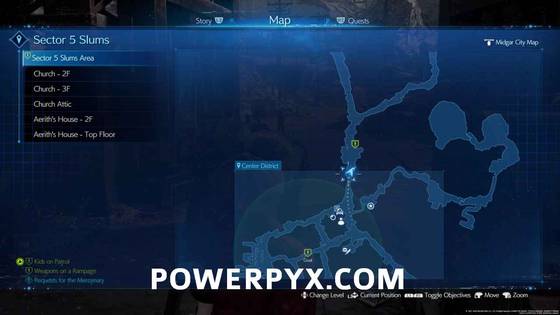 Story
Map
Quests
Sector 5 Slums
Midgar City Map
Sector 5 Slums Area
Church - 2F
Church - 3F
Church Attic
Aerith's House - 2F
Aerith's House - Top Floor
Center District
Kids on Patrol
Weapons on a Rampage
Requests for the Mercenary
POWERPYX.COM
Change Level
Current Position
Toggle Objectives
Move
Zoom